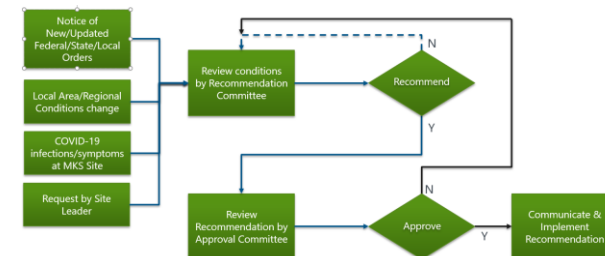 Notice of
New/Updated
Federal/State/Local
Orders
Local Area/Regional
Conditions change
COVID-19
infections/symptoms
at MKS Site
Request by Site
Leader
Review conditions
by Recommendation
Committee
Recommend
N
Y
Review
Recommendation by
Approval Committee
Approve
N
Y
Communicate &
Implement
Recommendation